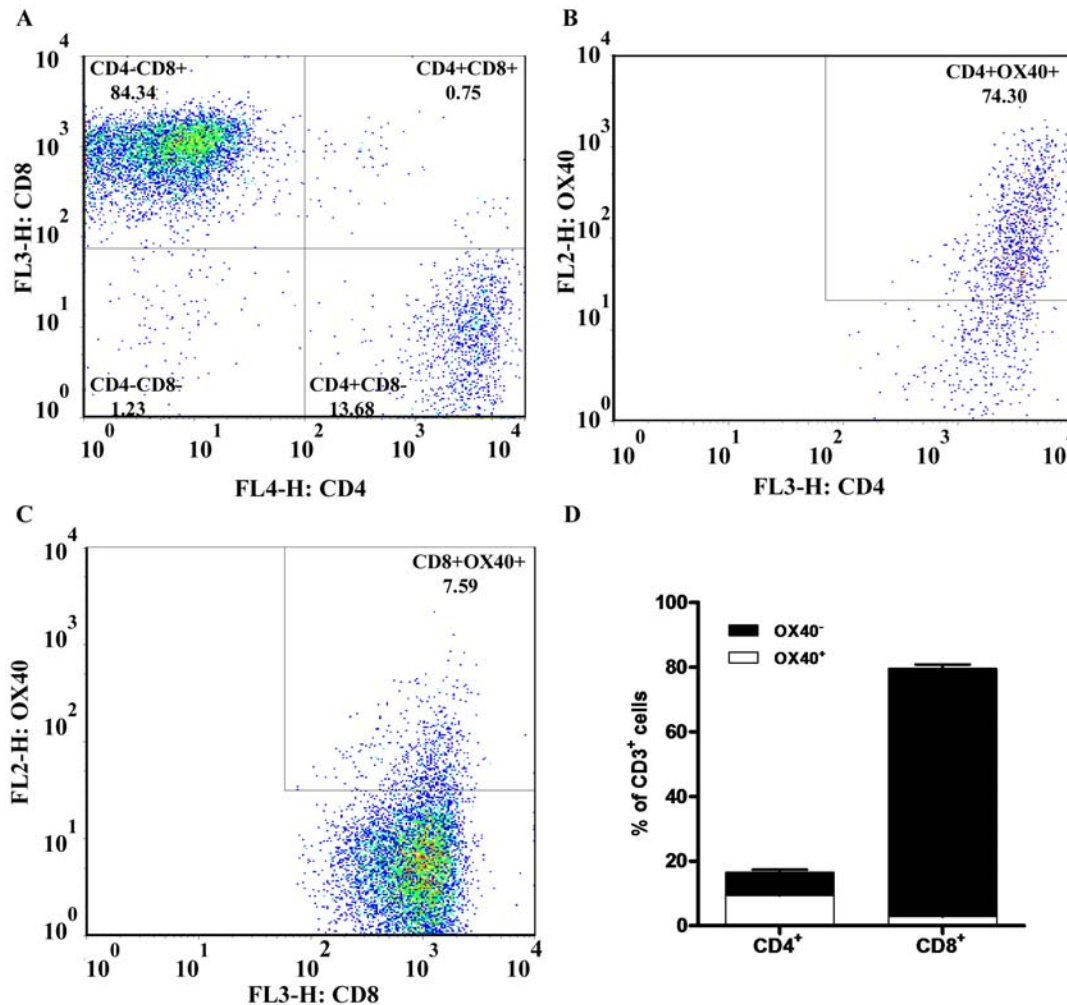 A
10^4
10^3
10^2
10^1
10^0
FL3-H: CD8
CD4-CD8+
84.34
CD4+CD8+
0.75
CD4-CD8-
1.23
CD4+CD8-
13.68
10^0 10^1 10^2 10^3 10^4
FL4-H: CD4
B
10^4
10^3
10^2
10^1
10^0
FL2-H: OX40
CD4+OX40+
74.30
10^0 10^1 10^2 10^3
FL3-H: CD4
C
10^4
10^3
10^2
10^1
10^0
FL2-H: OX40
CD8+OX40+
7.59
10^0 10^1 10^2 10^3 10^4
FL3-H: CD8
D
100
80
60
40
20
0
% of CD3⁺ cells
OX40⁻
OX40⁺
CD4⁺ CD8⁺